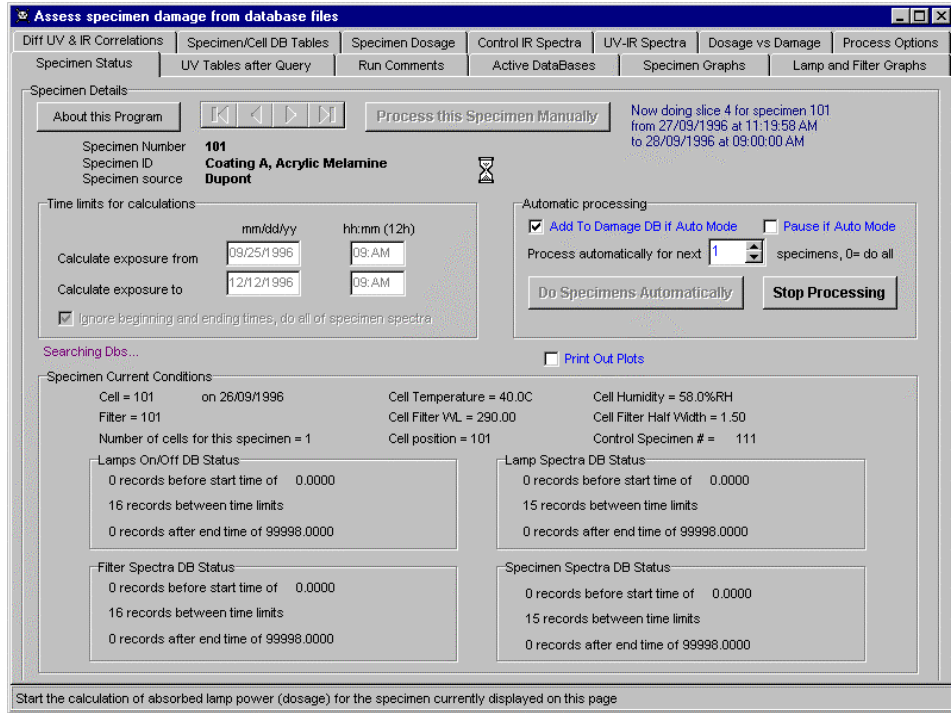 Assess specimen damage from database files
Diff UV & IR Correlations Specimen/Cell DB Tables Specimen Dosage Control IR Spectra UV-IR Spectra Dosage vs Damage Process Options
Specimen Status UV Tables after Query Run Comments Active DataBases Specimen Graphs Lamp and Filter Graphs
Specimen Details
About this Program Process this Specimen Manually
Now doing slice 4 for specimen 101
from 27/09/1996 at 11:19:58 AM
to 28/09/1996 at 09:00:00 AM
Specimen Number 101
Specimen ID Coating A, Acrylic Melamine
Specimen source Dupont
Time limits for calculations
mm/dd/yy hh:mm (12h)
Calculate exposure from 09/25/1996 09:AM
Calculate exposure to 12/12/1996 09:AM
Ignore beginning and ending times, do all of specimen spectra
Automatic processing
Add To Damage DB if Auto Mode Pause if Auto Mode
Process automatically for next 1 specimens, 0= do all
Do Specimens Automatically Stop Processing
Searching Dbs...
Print Out Plots
Specimen Current Conditions
Cell = 101 on 26/09/1996 Cell Temperature = 40.0C Cell Humidity = 58.0%RH
Filter = 101 Cell Filter WL = 290.00 Cell Filter Half Width = 1.50
Number of cells for this specimen = 1 Cell position = 101 Control Specimen # = 111
Lamps On/Off DB Status
0 records before start time of 0.0000
16 records between time limits
0 records after end time of 99998.0000
Lamp Spectra DB Status
0 records before start time of 0.0000
15 records between time limits
0 records after end time of 99998.0000
Filter Spectra DB Status
0 records before start time of 0.0000
16 records between time limits
0 records after end time of 99998.0000
Specimen Spectra DB Status
0 records before start time of 0.0000
15 records between time limits
0 records after end time of 99998.0000
Start the calculation of absorbed lamp power (dosage) for the specimen currently displayed on this page